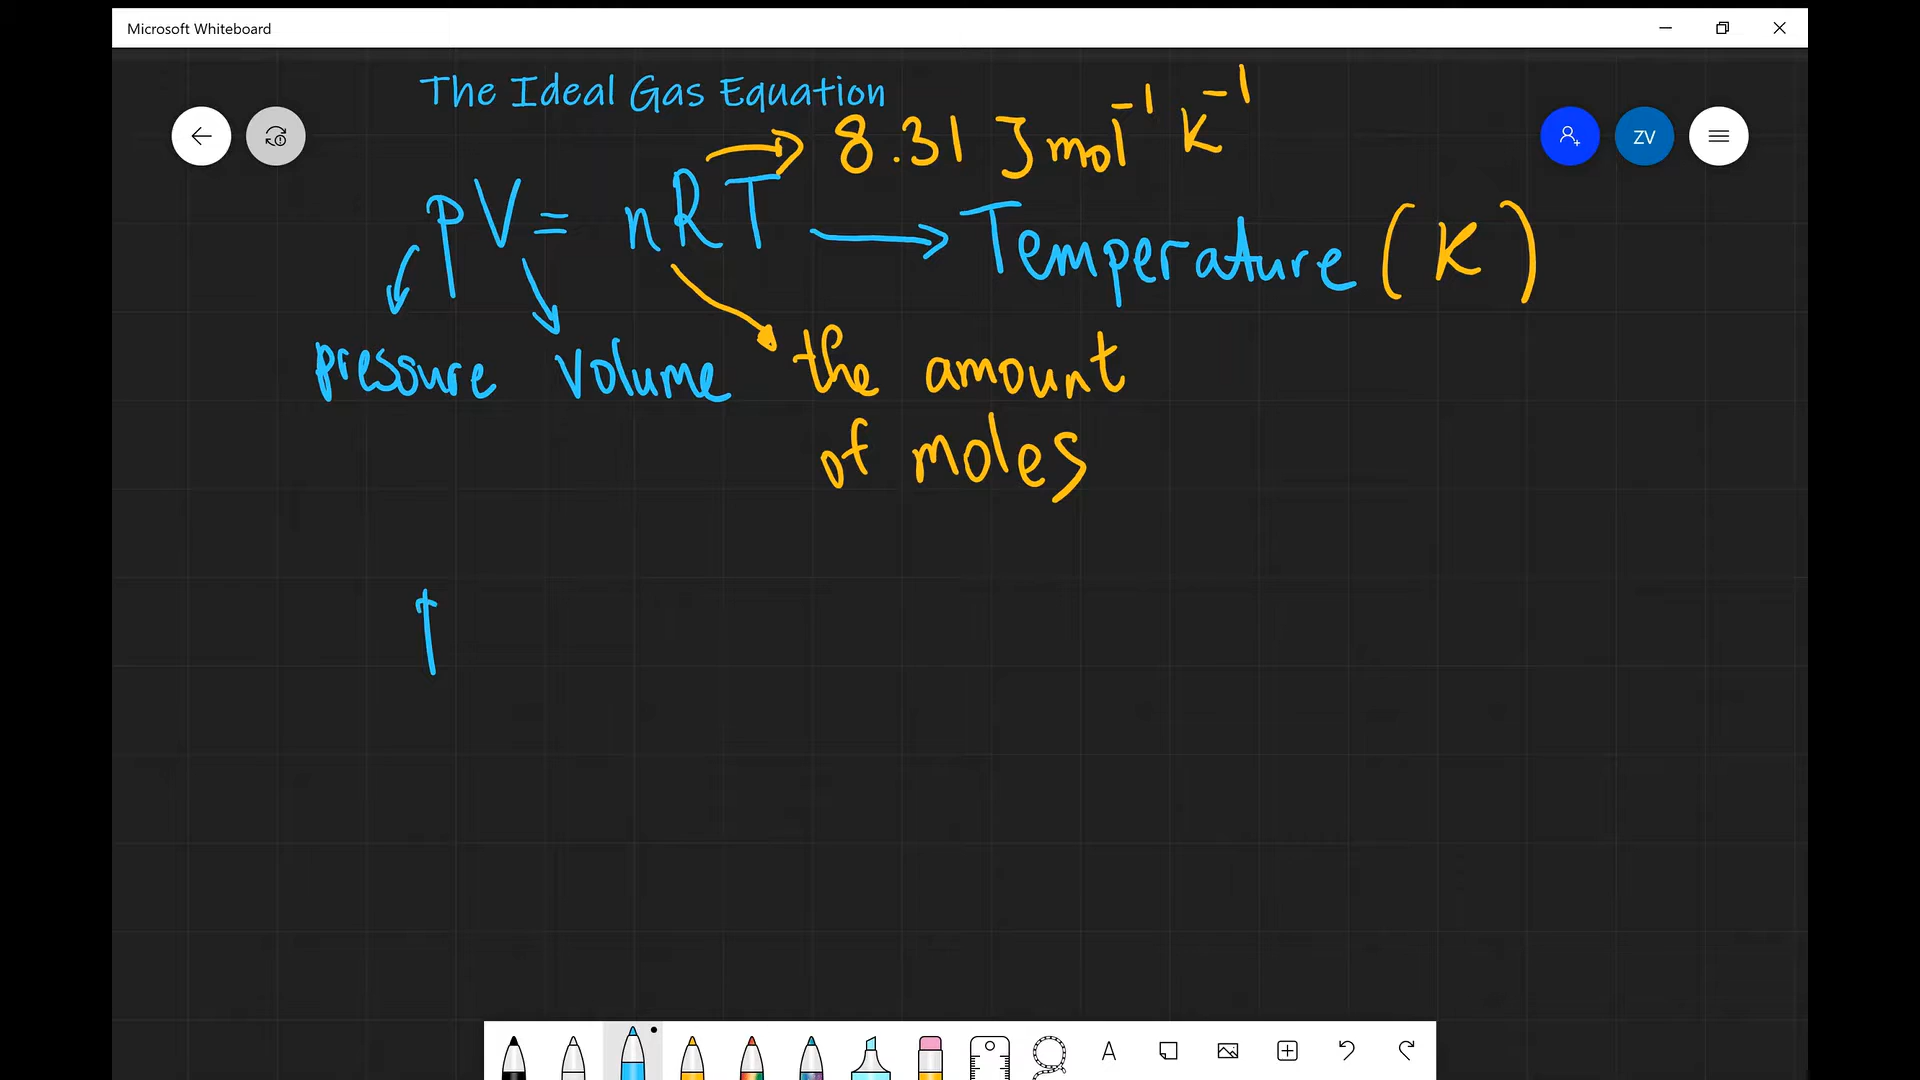 Microsoft Whiteboard
The Ideal Gas Equation
8.31 J mol⁻¹ K⁻¹
ZV
pV = nRT → Temperature (K)
pressure volume the amount
of moles
A